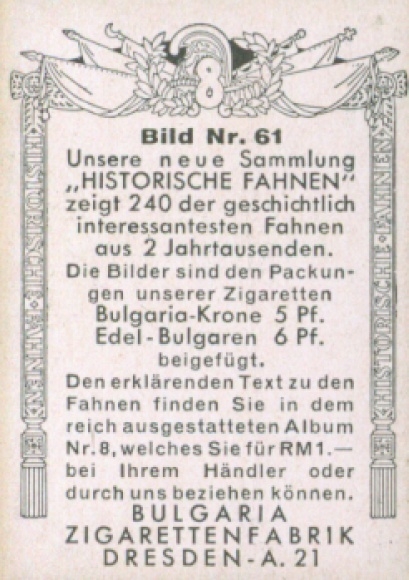 8
Bild Nr. 61
Unsere neue Sammlung
„HISTORISCHE FAHNEN“
zeigt 240 der geschichtlich
interessantesten Fahnen
aus 2 Jahrtausenden.
Die Bilder sind den Packun-
gen unserer Zigaretten
Bulgaria-Krone 5 Pf.
Edel-Bulgaren 6 Pf.
beigefügt.
Den erklärenden Text zu den
Fahnen finden Sie in dem
reich ausgestatteten Album
Nr. 8, welches Sie für RM 1.—
bei Ihrem Händler oder
durch uns beziehen können.
BULGARIA
ZIGARETTENFABRIK
DRESDEN-A. 21
HISTORISCHE·FAHNEN
HISTORISCHE·FAHNEN